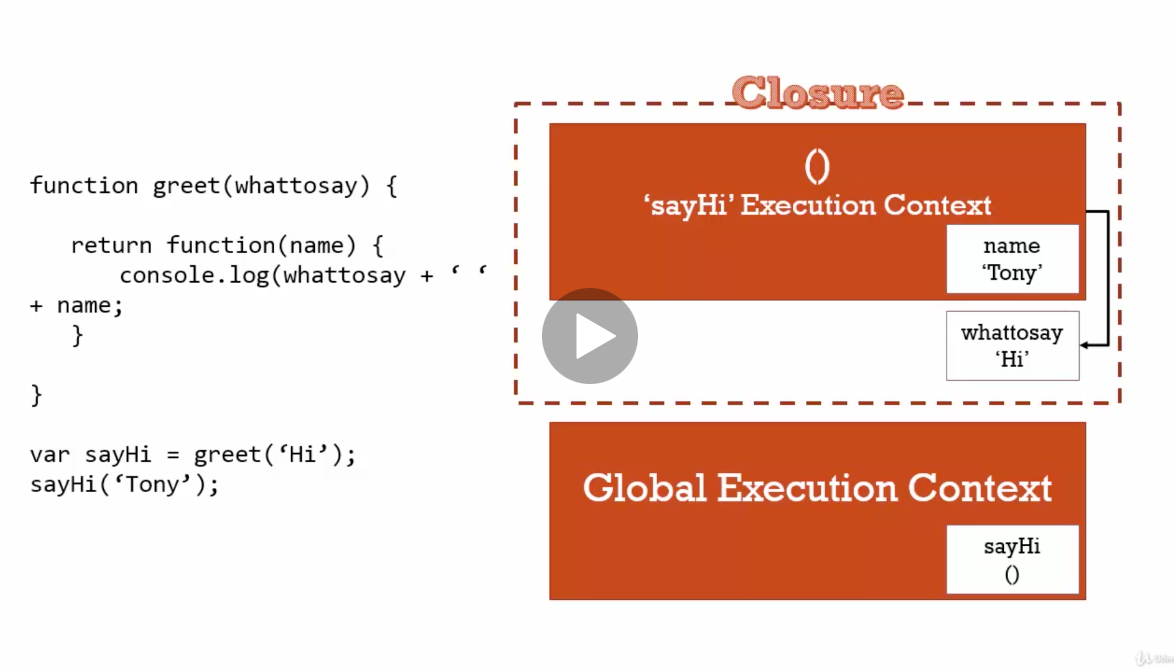 Closure
function greet(whattosay) {
return function(name) {
console.log(whattosay + ‘ ‘
+ name;
}
}
var sayHi = greet(‘Hi’);
sayHi(‘Tony’);
()
‘sayHi’ Execution Context
name
‘Tony’
whattosay
‘Hi’
Global Execution Context
sayHi
()